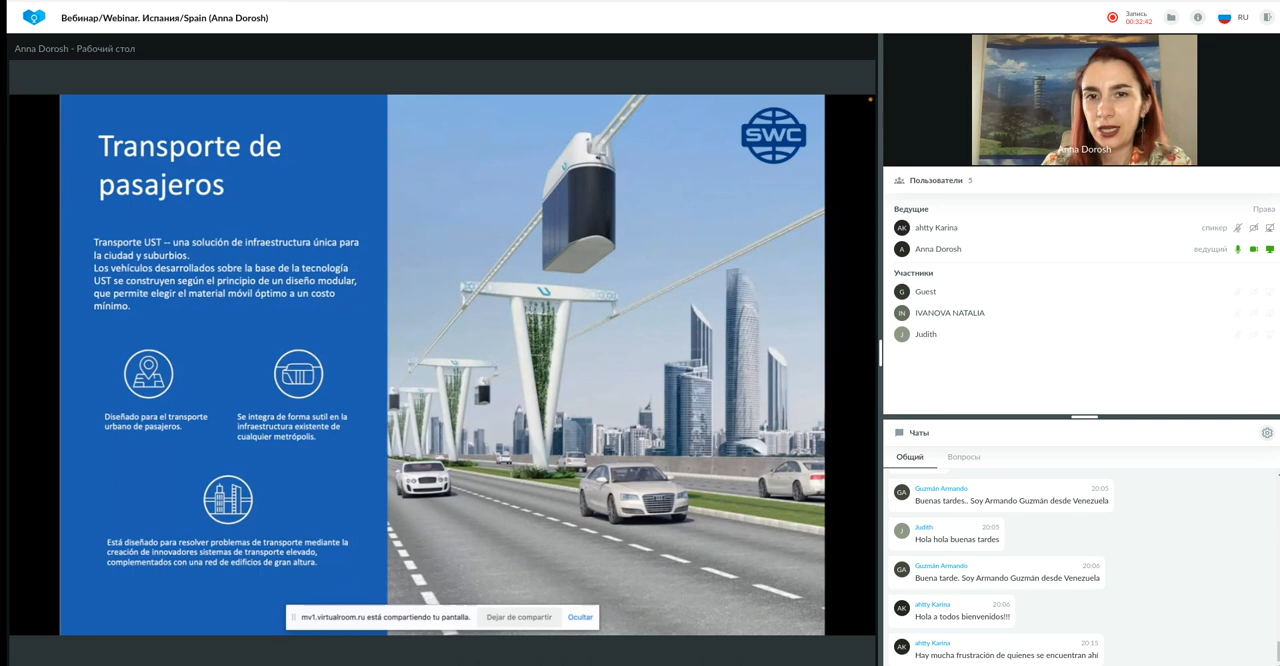 Вебинар/Webinar. Испания/Spain (Anna Dorosh)
Запись
00:32:42
RU
Anna Dorosh - Рабочий стол
Transporte de
pasajeros
Transporte UST -- una solución de infraestructura única para
la ciudad y suburbios.
Los vehículos desarrollados sobre la base de la tecnología
UST se construyen según el principio de un diseño modular,
que permite elegir el material móvil óptimo a un costo
mínimo.
Diseñado para el transporte
urbano de pasajeros.
Se integra de forma sutil en la
infraestructura existente de
cualquier metrópolis.
Está diseñado para resolver problemas de transporte mediante la
creación de innovadores sistemas de transporte elevado,
complementados con una red de edificios de gran altura.
SWC
mv1.virtualroom.ru está compartiendo tu pantalla.
Dejar de compartir
Ocultar
Anna Dorosh
Пользователи 5
Ведущие
Права
AK ahtty Karina
спикер
A Anna Dorosh
ведущий
Участники
G Guest
IN IVANOVA NATALIA
J Judith
Чаты
Общий
Вопросы
GA Guzmán Armando 20:05
Buenas tardes.. Soy Armando Guzmán desde Venezuela
J Judith 20:05
Hola hola buenas tardes
GA Guzmán Armando 20:06
Buena tarde. Soy Armando Guzmán desde Venezuela
AK ahtty Karina 20:06
Hola a todos bienvenidos!!!
AK ahtty Karina 20:15
Hay mucha frustración de quienes se encuentran ahí